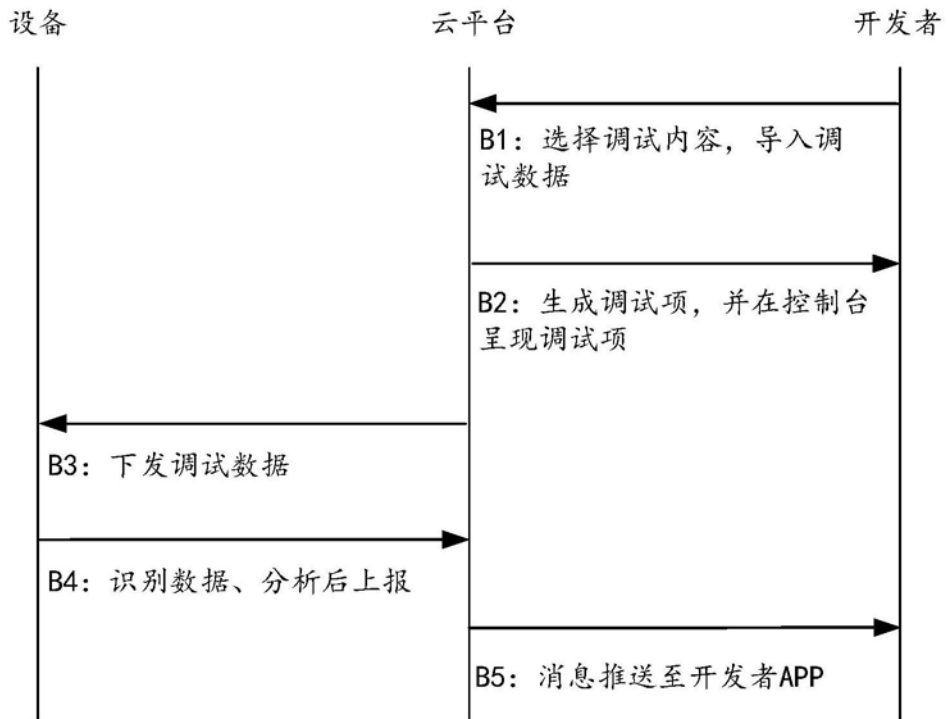 设备
云平台
开发者
B1：选择调试内容，导入调
试数据
B2：生成调试项，并在控制台
呈现调试项
B3：下发调试数据
B4：识别数据、分析后上报
B5：消息推送至开发者APP